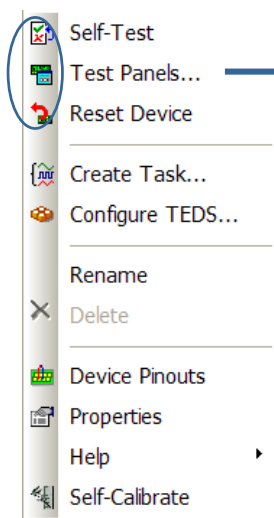 Self-Test
Test Panels...
Reset Device
Create Task...
Configure TEDS...
Rename
Delete
Device Pinouts
Properties
Help
Self-Calibrate